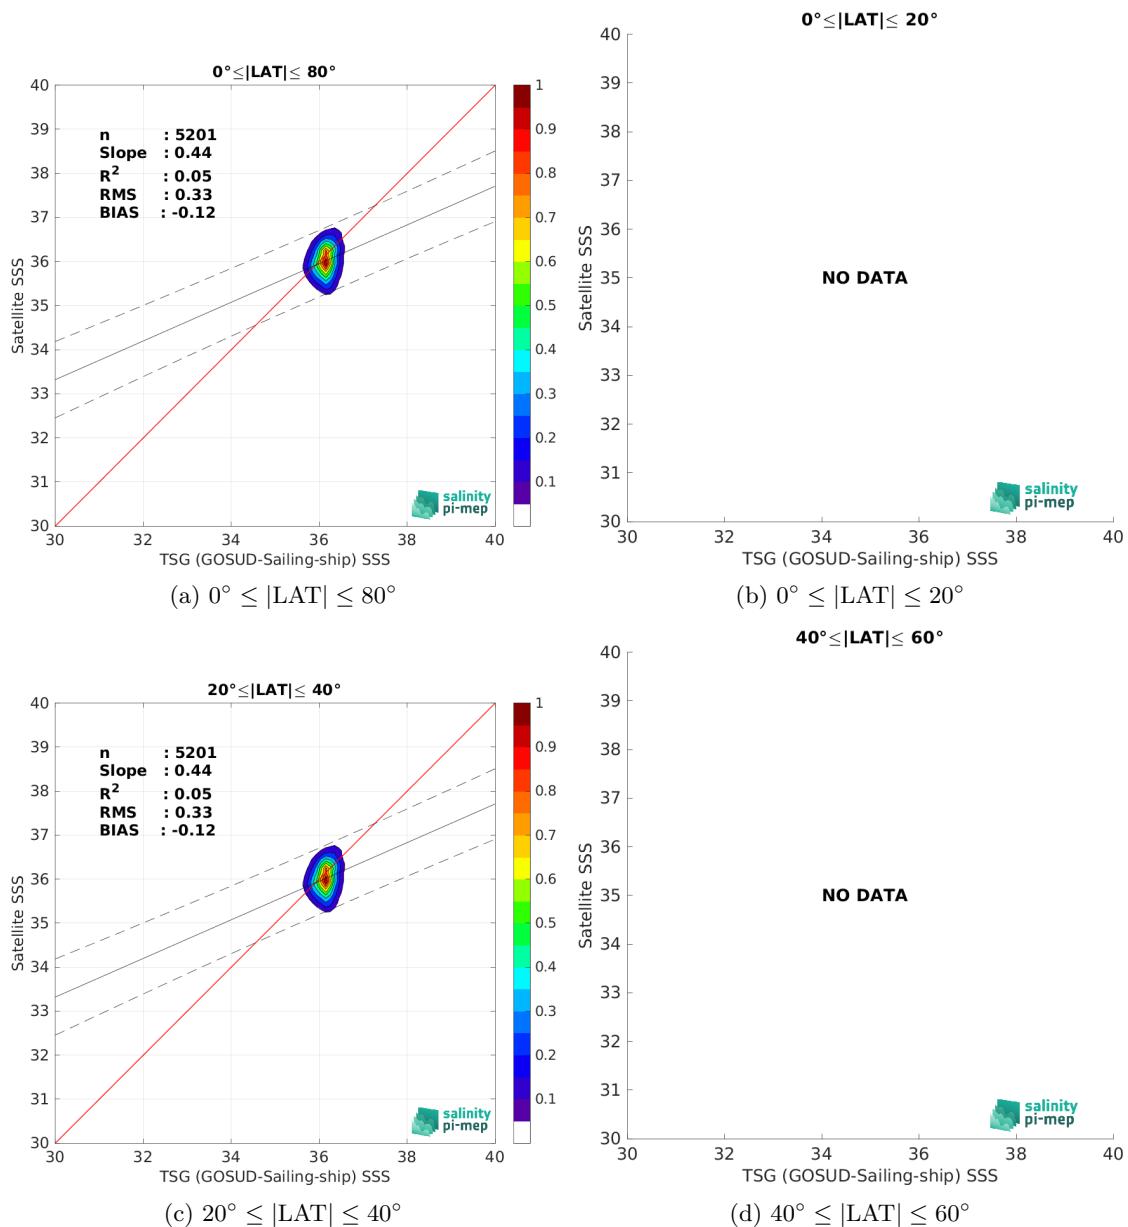 0°≤|LAT|≤ 80°
40
39
38
37
36
35
34
33
32
31
30
Satellite SSS
n : 5201
Slope : 0.44
R² : 0.05
RMS : 0.33
BIAS : -0.12
1
0.9
0.8
0.7
0.6
0.5
0.4
0.3
0.2
0.1
salinity
pi-mep
30 32 34 36 38 40
TSG (GOSUD-Sailing-ship) SSS
(a) 0° ≤ |LAT| ≤ 80°
0°≤|LAT|≤ 20°
40
39
38
37
36
35
34
33
32
31
30
Satellite SSS
NO DATA
salinity
pi-mep
30 32 34 36 38 40
TSG (GOSUD-Sailing-ship) SSS
(b) 0° ≤ |LAT| ≤ 20°
20°≤|LAT|≤ 40°
40
39
38
37
36
35
34
33
32
31
30
Satellite SSS
n : 5201
Slope : 0.44
R² : 0.05
RMS : 0.33
BIAS : -0.12
1
0.9
0.8
0.7
0.6
0.5
0.4
0.3
0.2
0.1
salinity
pi-mep
30 32 34 36 38 40
TSG (GOSUD-Sailing-ship) SSS
(c) 20° ≤ |LAT| ≤ 40°
40°≤|LAT|≤ 60°
40
39
38
37
36
35
34
33
32
31
30
Satellite SSS
NO DATA
salinity
pi-mep
30 32 34 36 38 40
TSG (GOSUD-Sailing-ship) SSS
(d) 40° ≤ |LAT| ≤ 60°